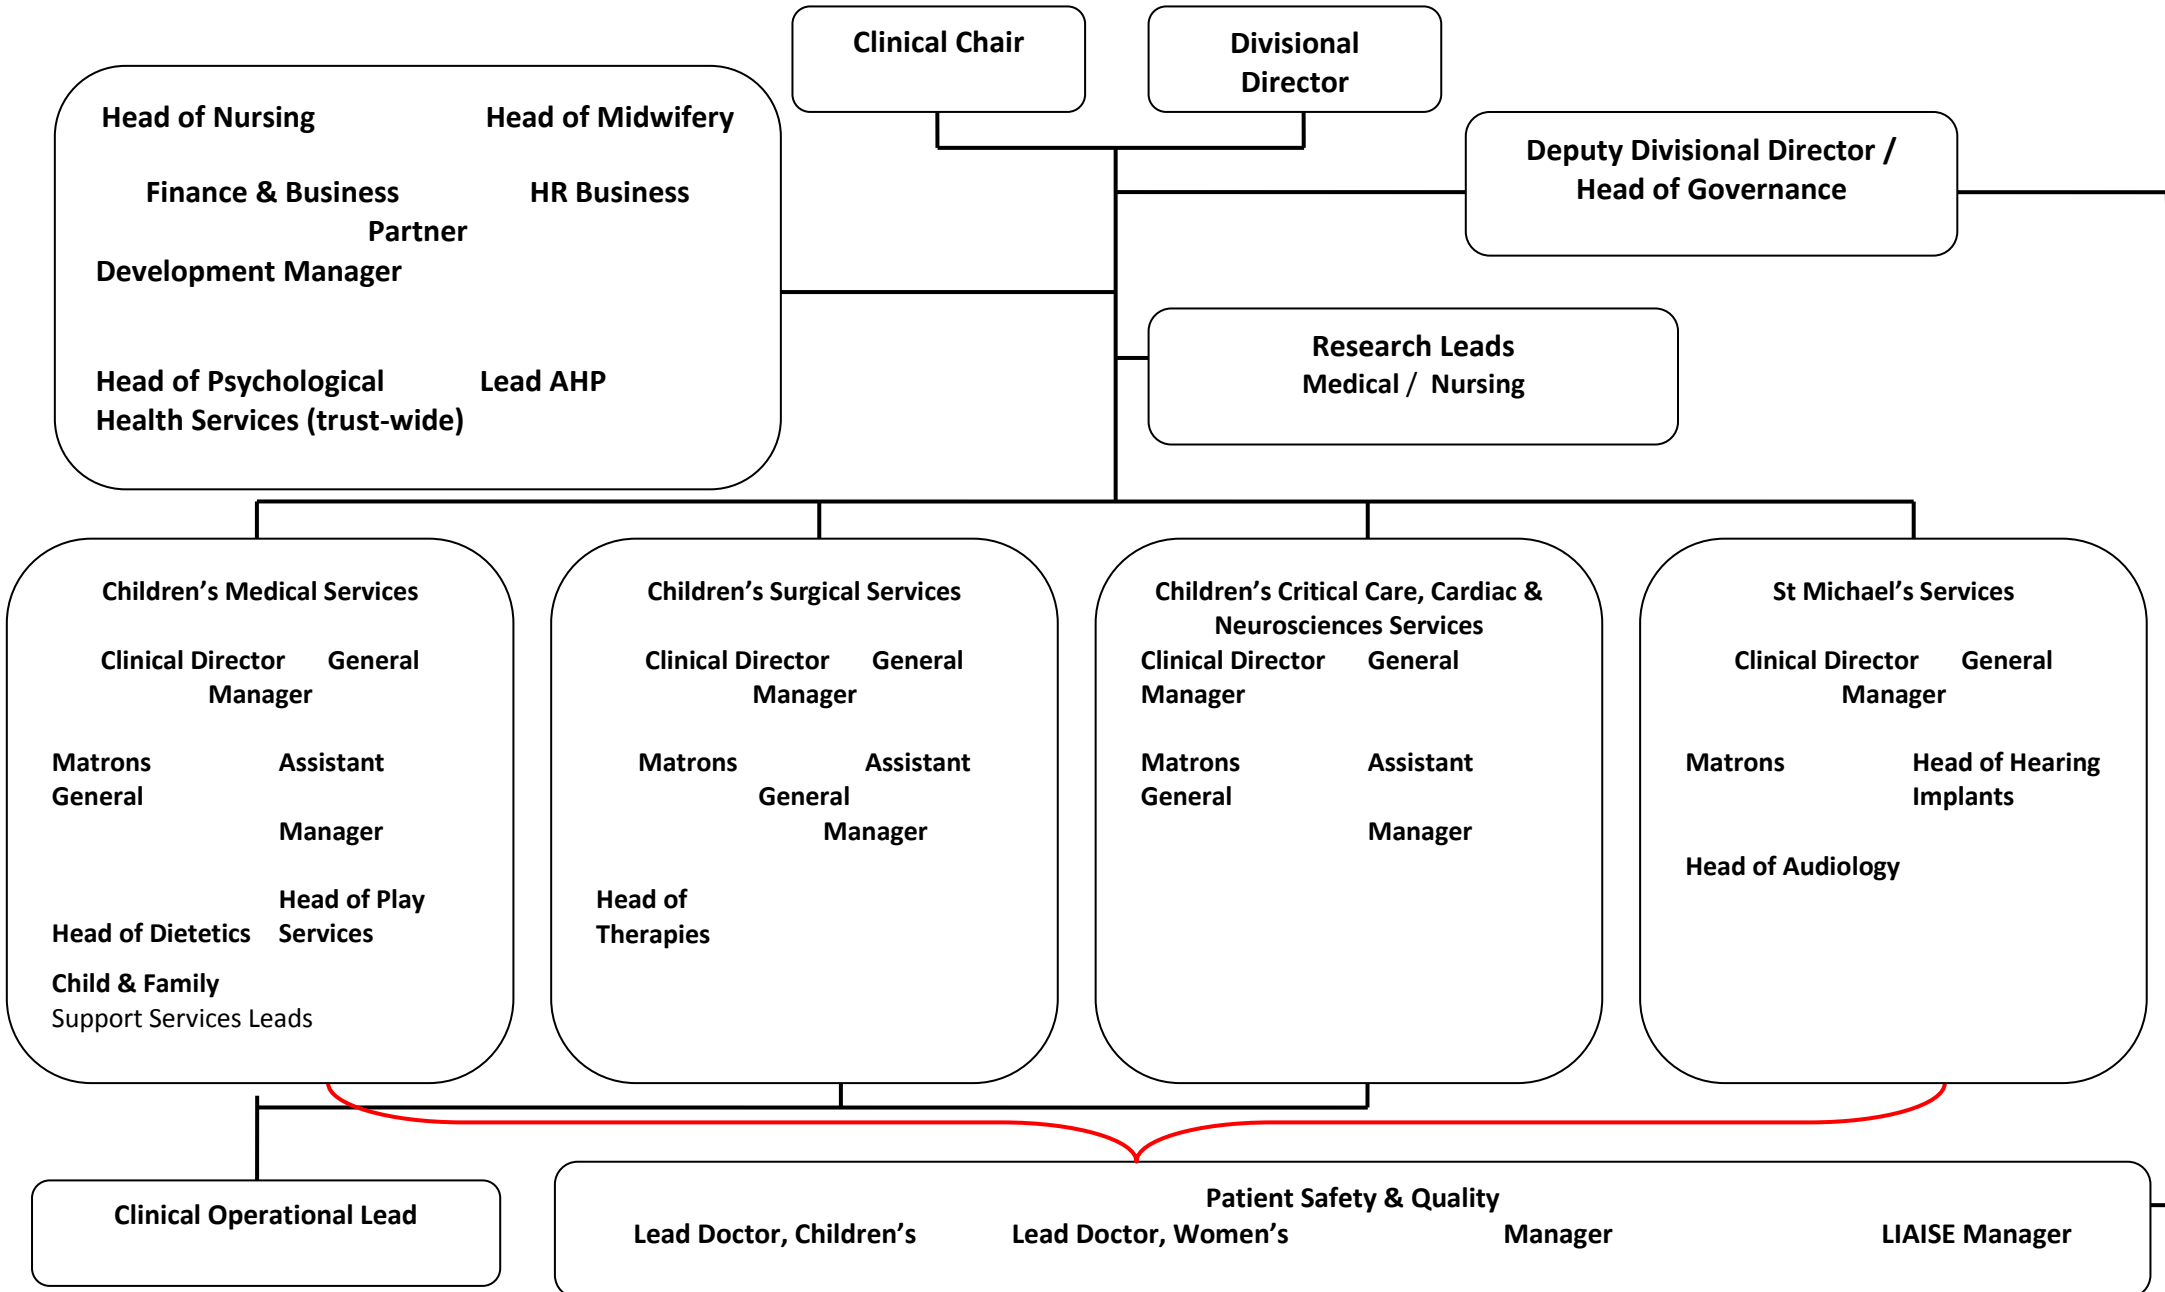 Clinical Chair
Divisional
Director
Head of Nursing Head of Midwifery
Finance & Business HR Business
Partner
Development Manager
Head of Psychological Lead AHP
Health Services (trust-wide)
Deputy Divisional Director /
Head of Governance
Research Leads
Medical / Nursing
Children’s Medical Services
Clinical Director General
Manager
Matrons Assistant
General
Manager
Head of Play
Head of Dietetics Services
Child & Family
Support Services Leads
Children’s Surgical Services
Clinical Director General
Manager
Matrons Assistant
General
Manager
Head of
Therapies
Children’s Critical Care, Cardiac &
Neurosciences Services
Clinical Director General
Manager
Matrons Assistant
General
Manager
St Michael’s Services
Clinical Director General
Manager
Matrons Head of Hearing
Implants
Head of Audiology
Clinical Operational Lead
Patient Safety & Quality
Lead Doctor, Children’s Lead Doctor, Women’s Manager LIAISE Manager